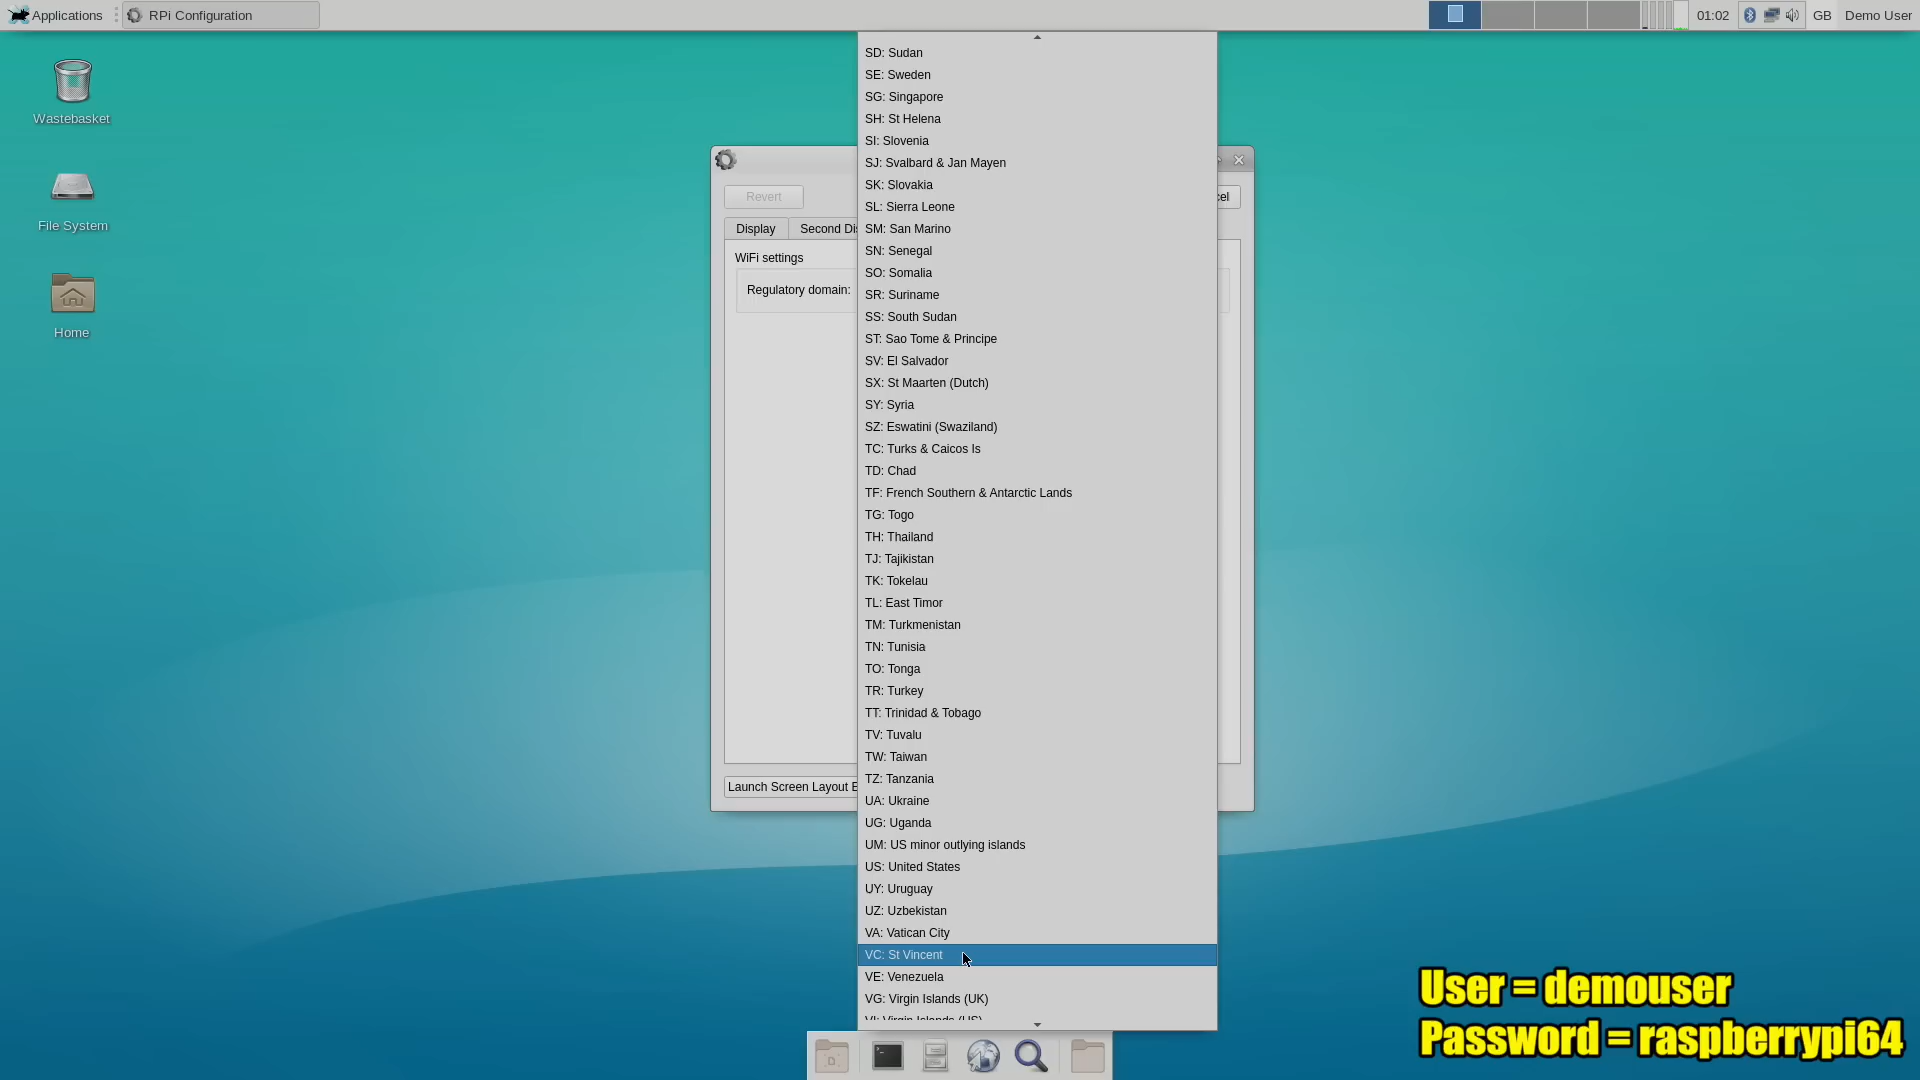 Applications
RPi Configuration
01:02
GB
Demo User
Wastebasket
File System
Home
Revert
cel
Display
Second Dis
WiFi settings
Regulatory domain:
Launch Screen Layout E
SD: Sudan
SE: Sweden
SG: Singapore
SH: St Helena
SI: Slovenia
SJ: Svalbard & Jan Mayen
SK: Slovakia
SL: Sierra Leone
SM: San Marino
SN: Senegal
SO: Somalia
SR: Suriname
SS: South Sudan
ST: Sao Tome & Principe
SV: El Salvador
SX: St Maarten (Dutch)
SY: Syria
SZ: Eswatini (Swaziland)
TC: Turks & Caicos Is
TD: Chad
TF: French Southern & Antarctic Lands
TG: Togo
TH: Thailand
TJ: Tajikistan
TK: Tokelau
TL: East Timor
TM: Turkmenistan
TN: Tunisia
TO: Tonga
TR: Turkey
TT: Trinidad & Tobago
TV: Tuvalu
TW: Taiwan
TZ: Tanzania
UA: Ukraine
UG: Uganda
UM: US minor outlying islands
US: United States
UY: Uruguay
UZ: Uzbekistan
VA: Vatican City
VC: St Vincent
VE: Venezuela
VG: Virgin Islands (UK)
VI: Virgin Islands (US)
User = demouser
Password = raspberrypi64